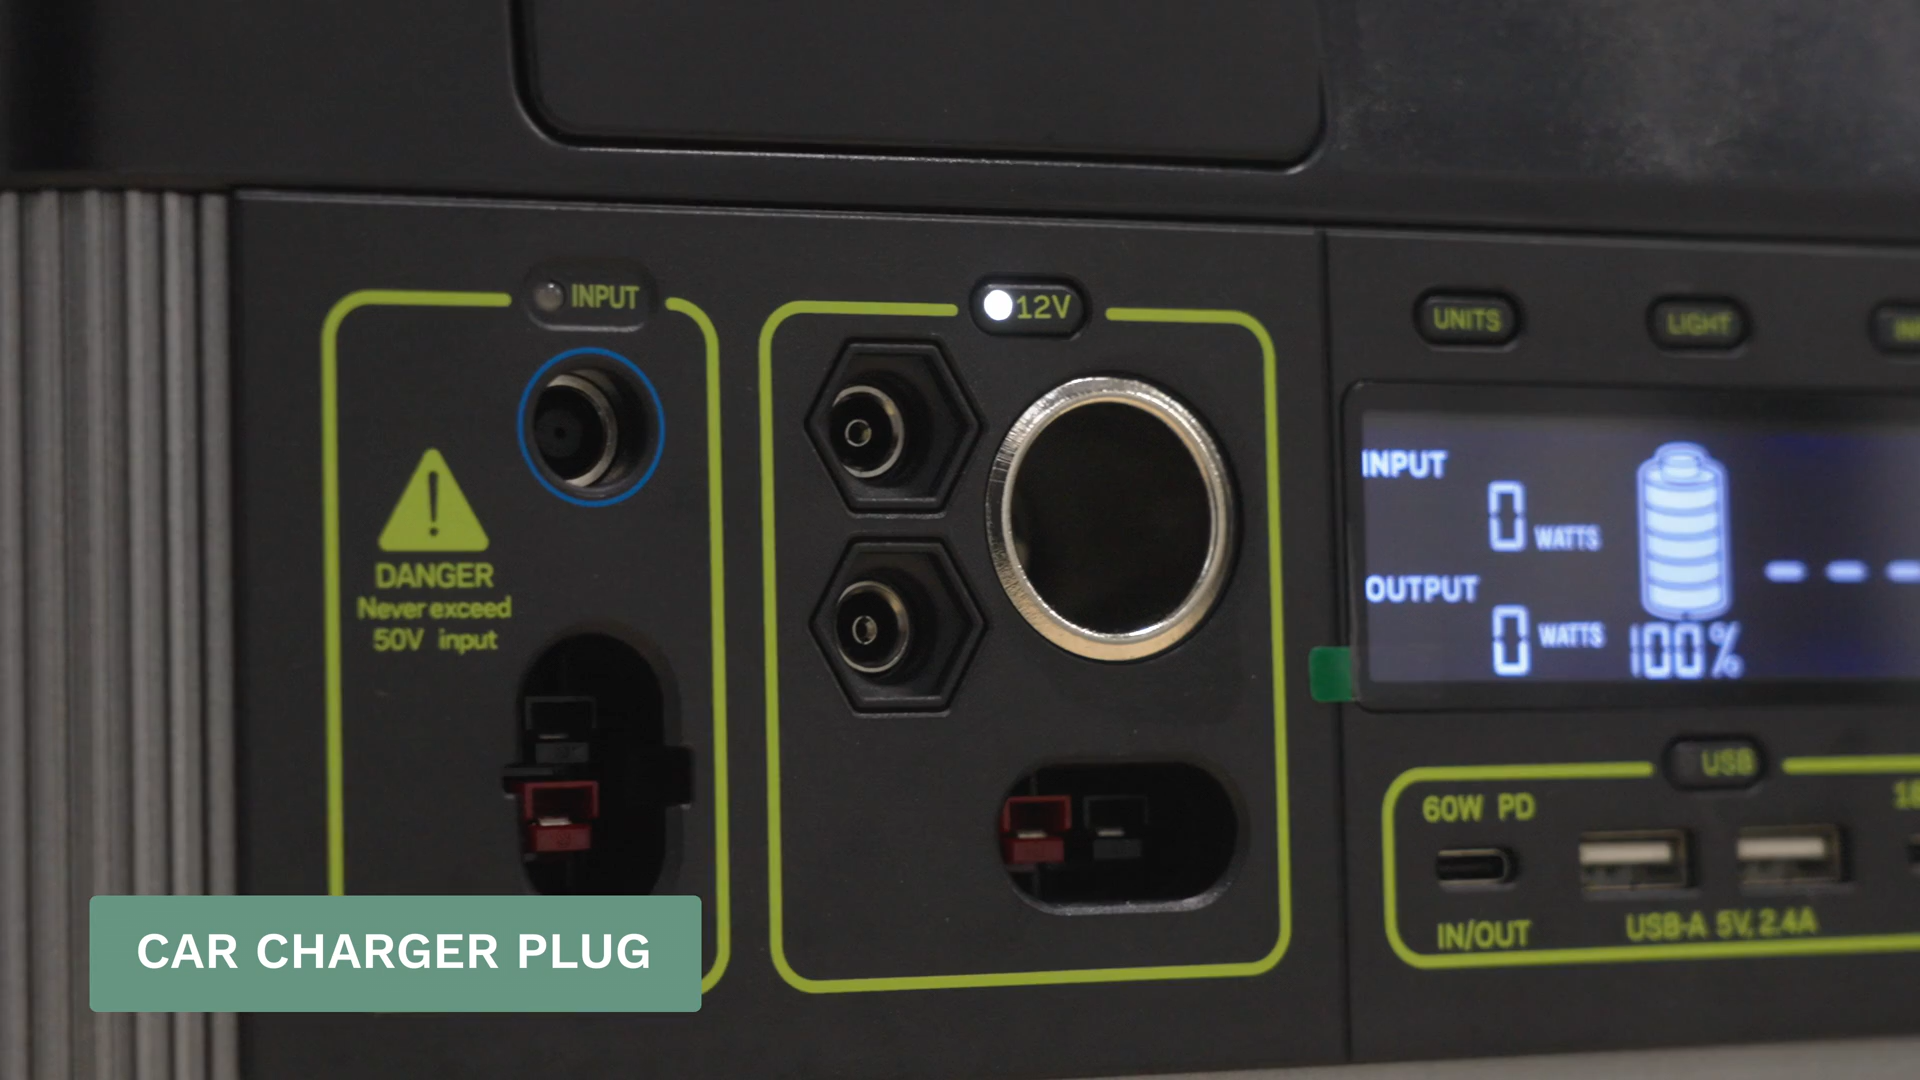 INPUT
12V
UNITS
LIGHT
DANGER
Never exceed
50V input
INPUT
0 WATTS
OUTPUT
0 WATTS
100%
USB
60W PD
IN/OUT
USB-A 5V, 2.4A
CAR CHARGER PLUG